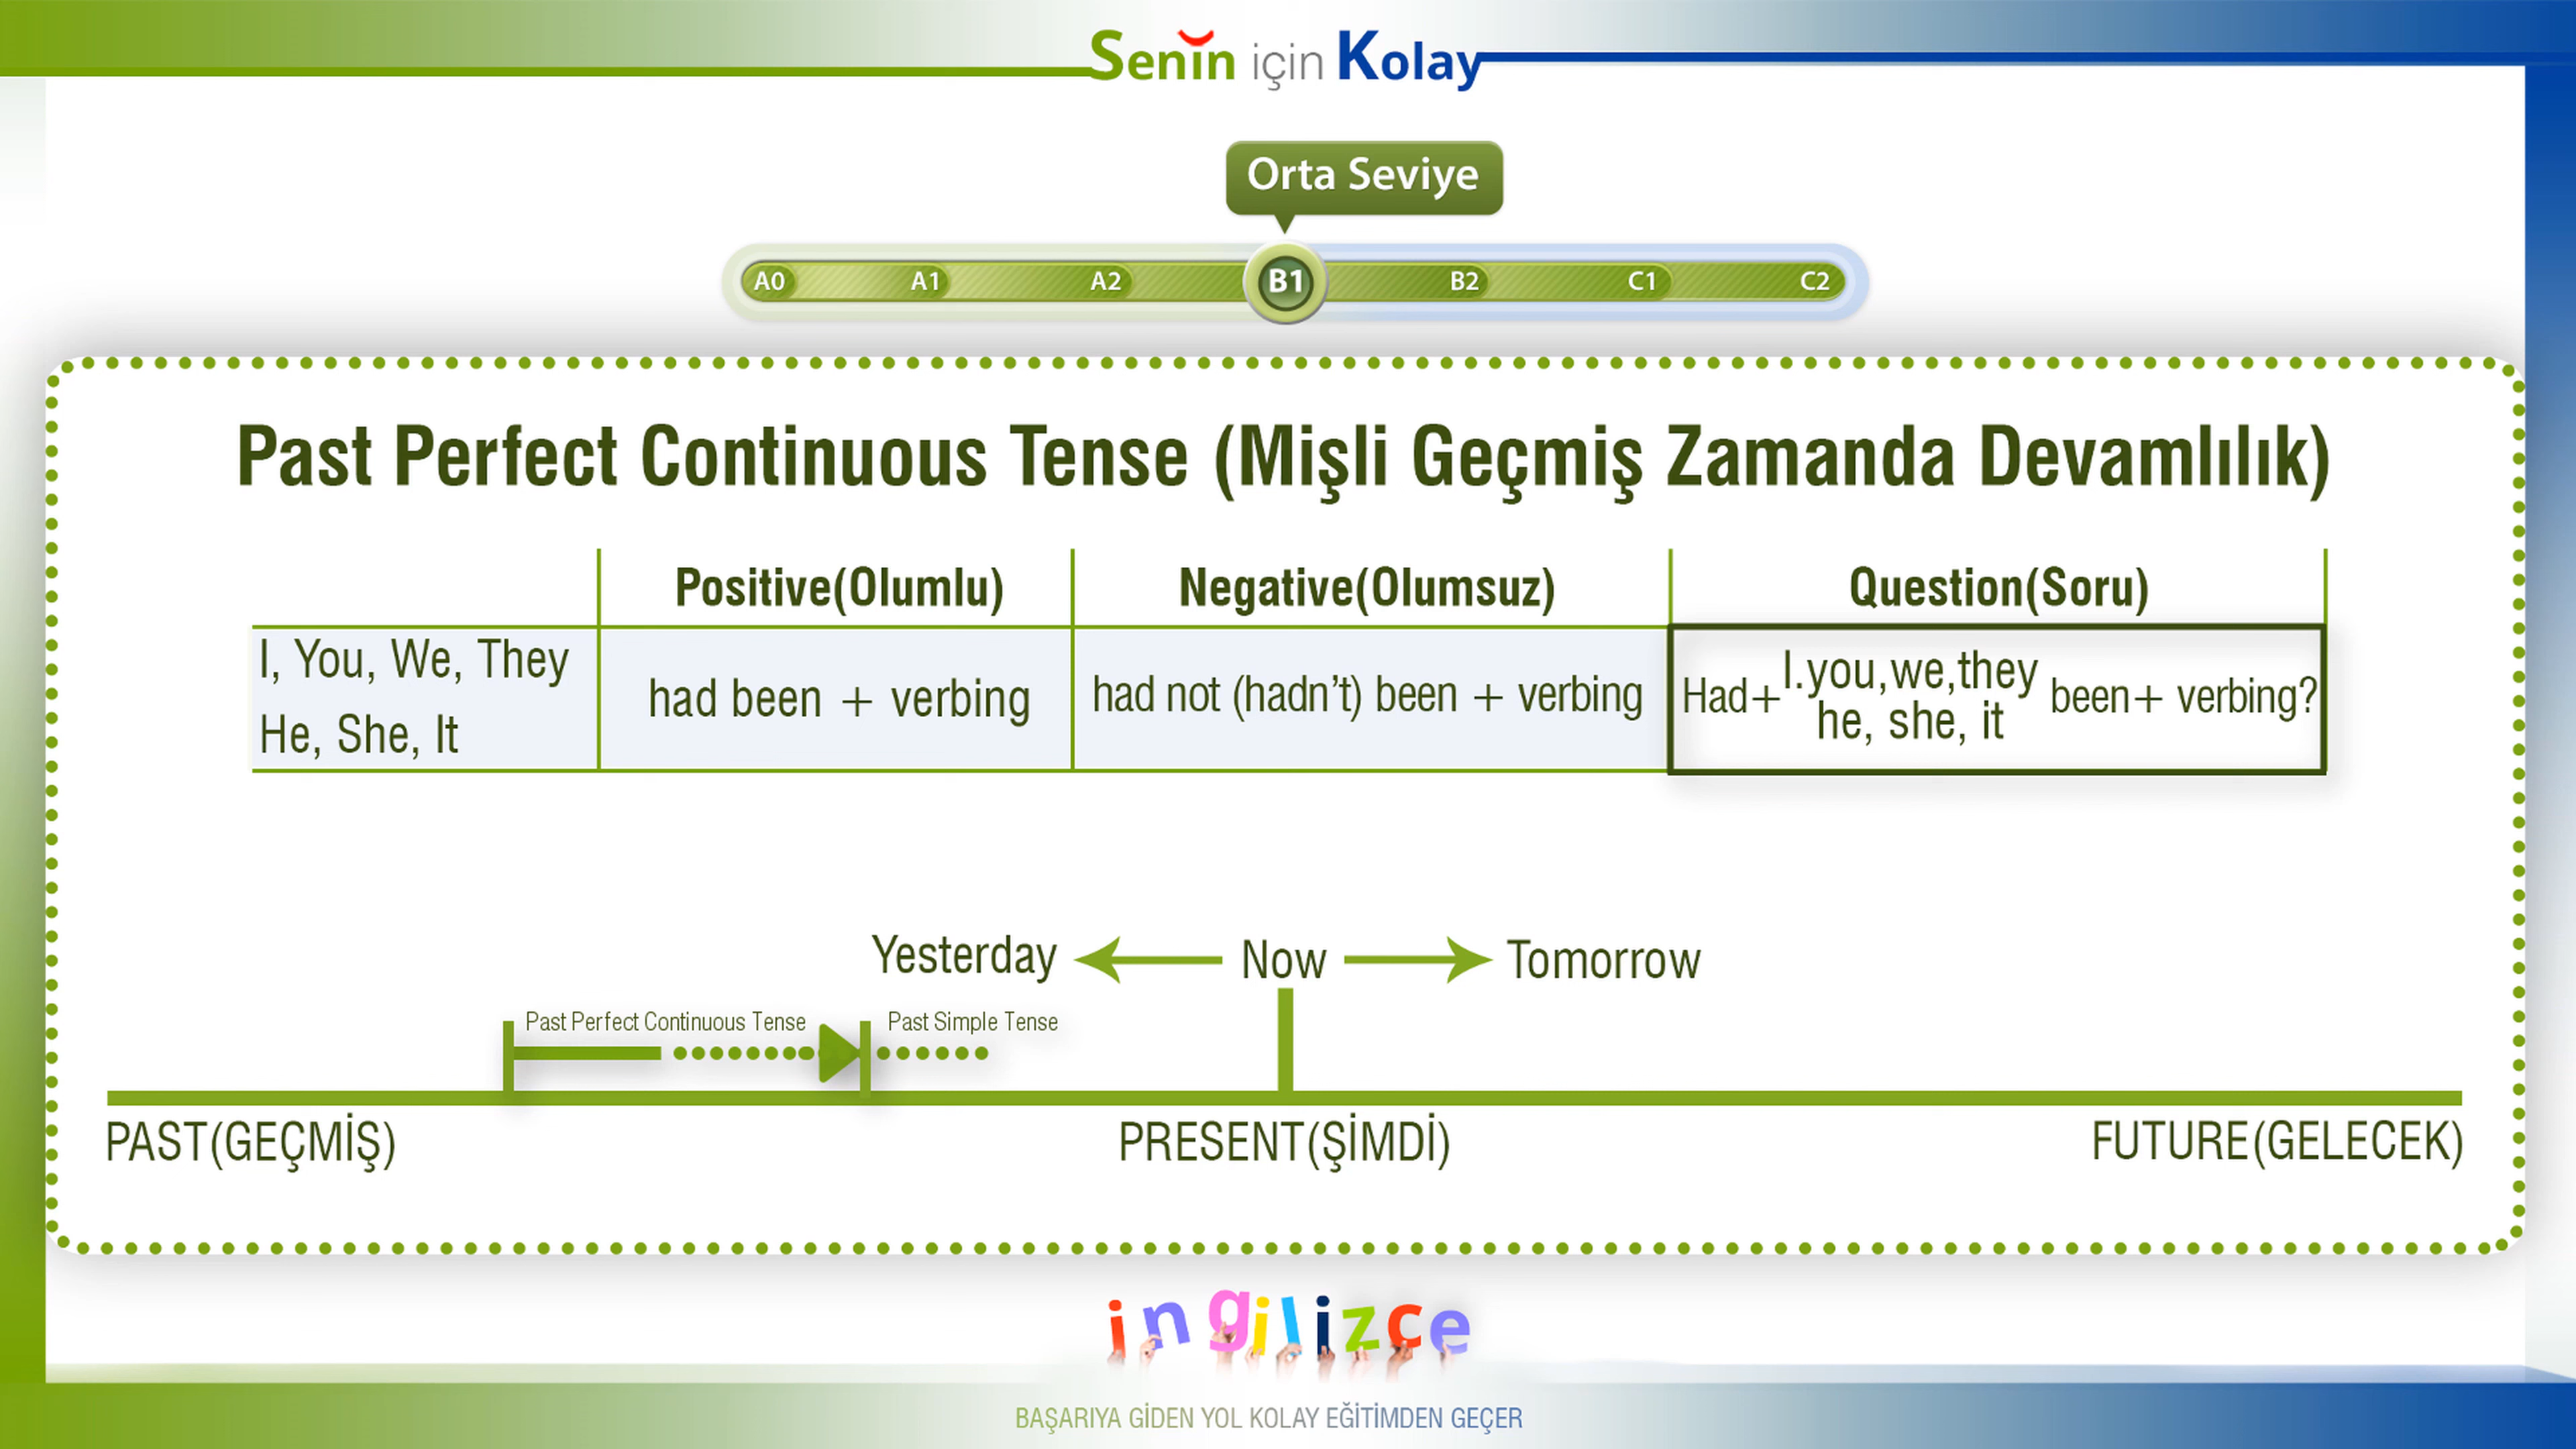 Senin için Kolay
Orta Seviye
A0 A1 A2 B1 B2 C1 C2
Past Perfect Continuous Tense (Mişli Geçmiş Zamanda Devamlılık)
Positive(Olumlu) Negative(Olumsuz) Question(Soru)
I, You, We, They
He, She, It
had been + verbing
had not (hadn't) been + verbing
Had+ I.you,we,they been+ verbing?
he, she, it
Yesterday Now Tomorrow
Past Perfect Continuous Tense Past Simple Tense
PAST(GEÇMİŞ) PRESENT(ŞİMDİ) FUTURE(GELECEK)
ingilizce
BAŞARIYA GİDEN YOL KOLAY EĞİTİMDEN GEÇER